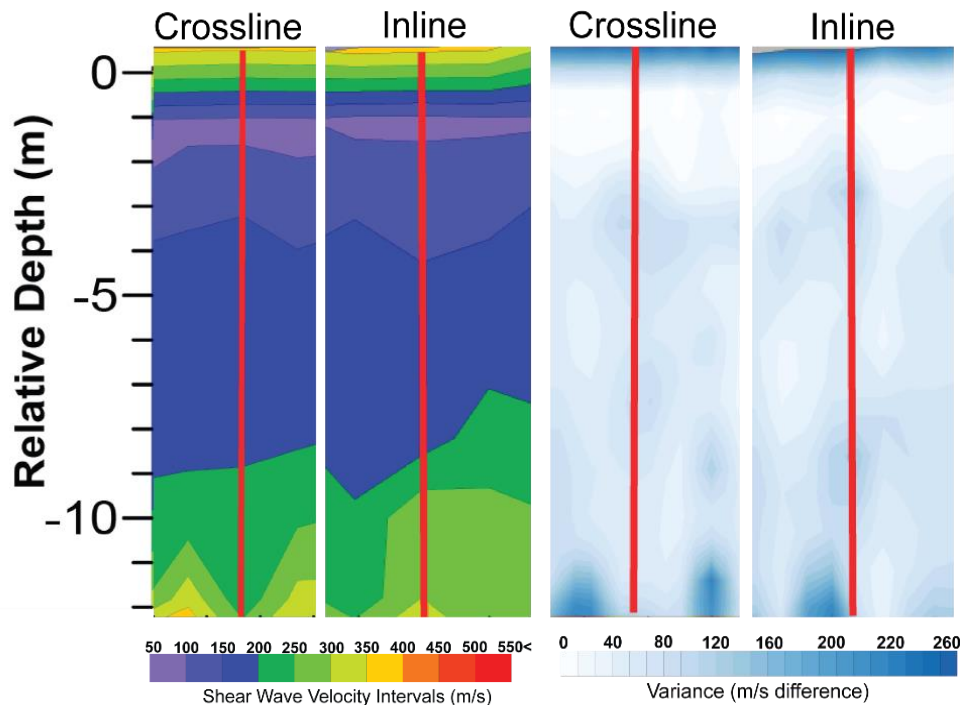 Crossline Inline Crossline Inline
Relative Depth (m)
0
-5
-10
50 100 150 200 250 300 350 400 450 500 550<
Shear Wave Velocity Intervals (m/s)
0 40 80 120 160 200 220 260
Variance (m/s difference)